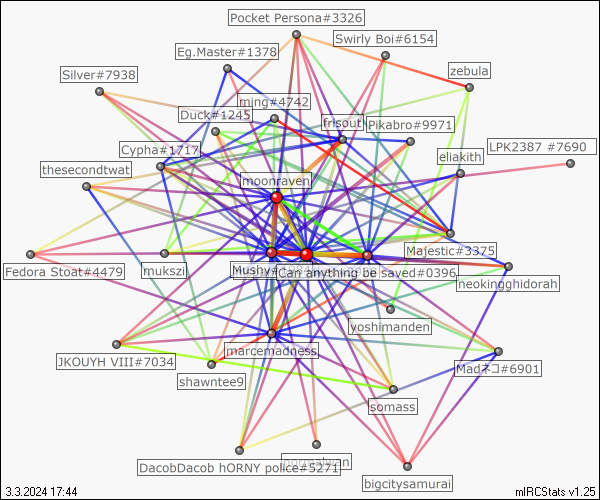 Pocket Persona#3326
Swirly Boi#6154
Eg.Master#1378
Silver#7938
zebula
ming#4742
Duck#1245
frisout
Pikabro#9971
LPK2387 #7690
Cypha#1717
eliakith
thesecondtwat
moonraven
Majestic#3375
Fedora Stoat#4479
mukszi
Mushy
Can anything be saved#0396
neokingghidorah
yoshimanden
marcemadness
JKOUYH VIII#7034
Madネコ#6901
shawntee9
somass
normalwan
DacobDacob hORNY police#5271
bigcitysamurai
3.3.2024 17:44
mIRCStats v1.25